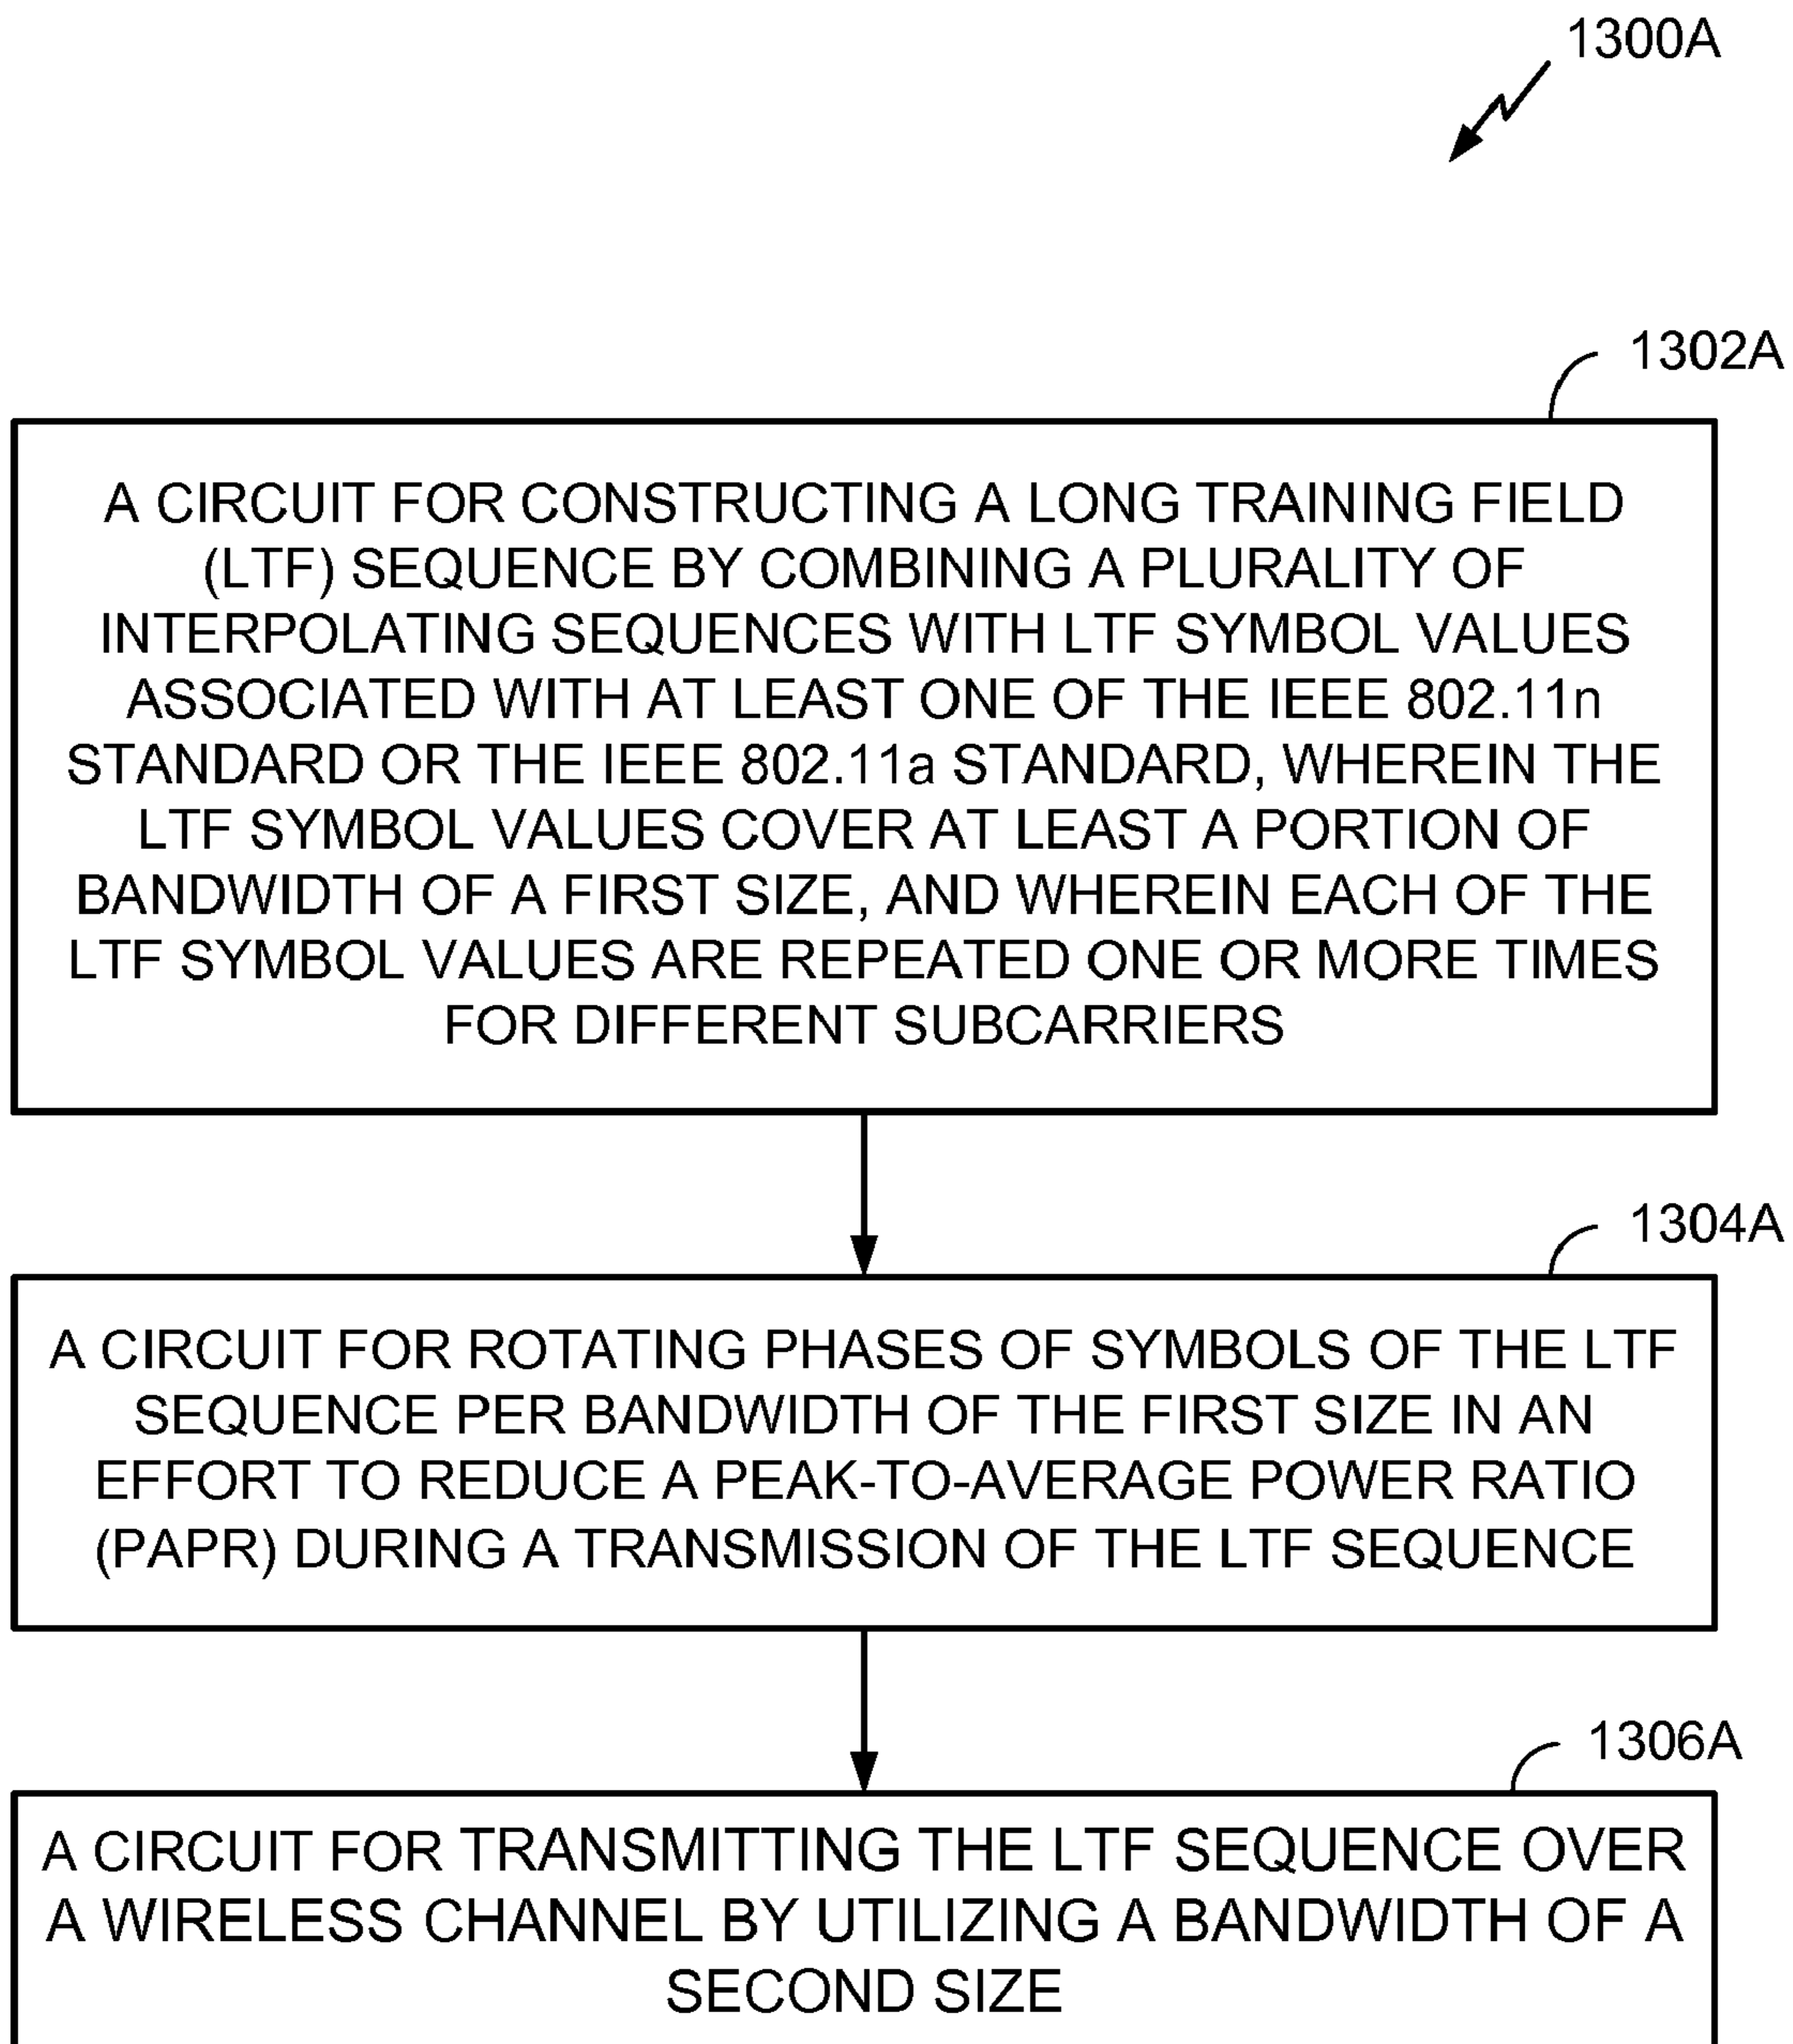 1300A
1302A
A CIRCUIT FOR CONSTRUCTING A LONG TRAINING FIELD
(LTF) SEQUENCE BY COMBINING A PLURALITY OF
INTERPOLATING SEQUENCES WITH LTF SYMBOL VALUES
ASSOCIATED WITH AT LEAST ONE OF THE IEEE 802.11n
STANDARD OR THE IEEE 802.11a STANDARD, WHEREIN THE
LTF SYMBOL VALUES COVER AT LEAST A PORTION OF
BANDWIDTH OF A FIRST SIZE, AND WHEREIN EACH OF THE
LTF SYMBOL VALUES ARE REPEATED ONE OR MORE TIMES
FOR DIFFERENT SUBCARRIERS
1304A
A CIRCUIT FOR ROTATING PHASES OF SYMBOLS OF THE LTF
SEQUENCE PER BANDWIDTH OF THE FIRST SIZE IN AN
EFFORT TO REDUCE A PEAK-TO-AVERAGE POWER RATIO
(PAPR) DURING A TRANSMISSION OF THE LTF SEQUENCE
1306A
A CIRCUIT FOR TRANSMITTING THE LTF SEQUENCE OVER
A WIRELESS CHANNEL BY UTILIZING A BANDWIDTH OF A
SECOND SIZE